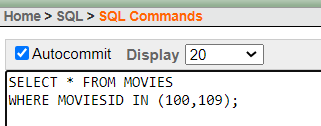 Home > SQL > SQL Commands
Autocommit Display 20
SELECT * FROM MOVIES
WHERE MOVIESID IN (100,109);